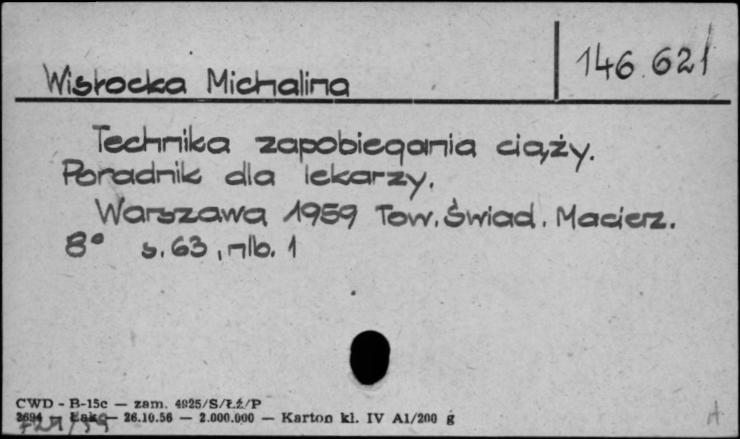 146 621
Wisłocka Michalina
Technika zapobiegania ciąży.
Poradnik dla lekarzy.
Warszawa 1959 Tow. Świad. Macierz.
8° s. 63, nlb. 1
CWD - B-15c — zam. 4925/S/Ł.Ż/P
— 26.10.56 — 2.000.000 — Karton kl. IV A1/200 g
A